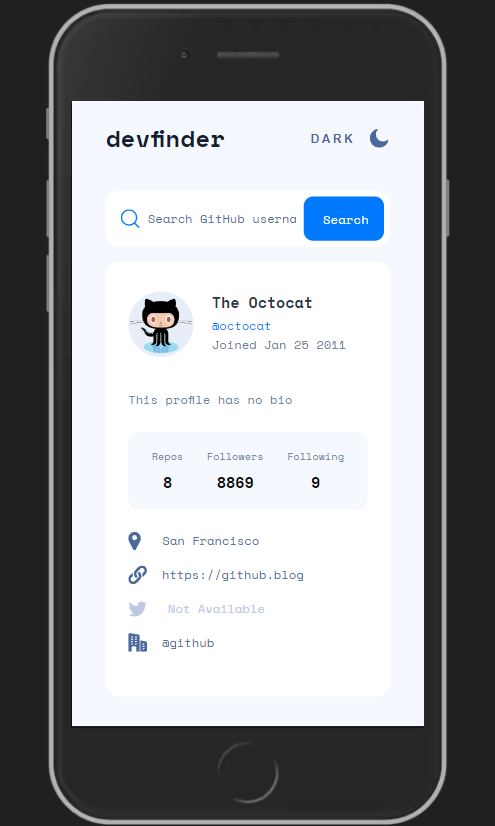 devfinder
DARK
Search GitHub userna
Search
The Octocat
@octocat
Joined Jan 25 2011
This profile has no bio
Repos Followers Following
8 8869 9
San Francisco
https://github.blog
Not Available
@github